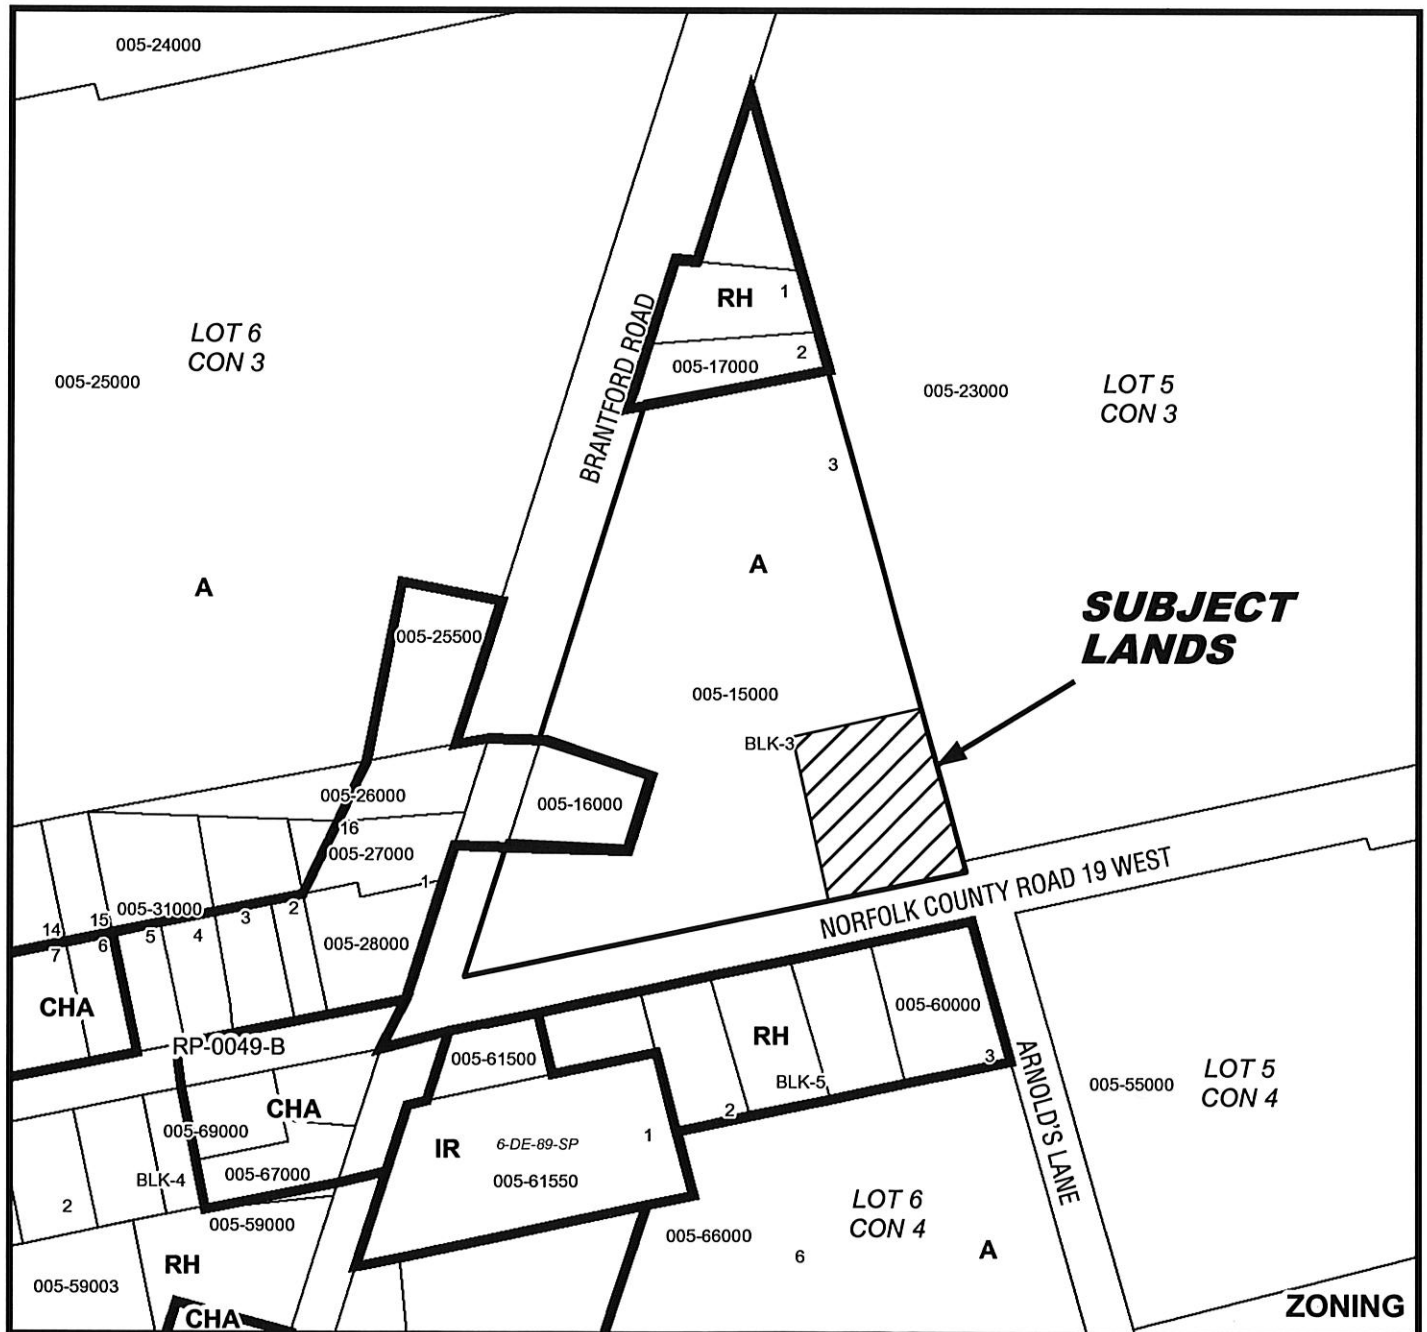 005-24000
BRANTFORD ROAD
RH
1
2
005-17000
LOT 6
CON 3
005-25000
005-23000
LOT 5
CON 3
3
A
A
SUBJECT
LANDS
005-25500
005-15000
BLK-3
005-26000
005-16000
16
005-27000
1
005-31000
2
3
4
5
15
14
6
7
005-28000
NORFOLK COUNTY ROAD 19 WEST
CHA
RP-0049-B
005-60000
RH
005-61500
BLK-5
3
2
ARNOLD'S LANE
005-55000
LOT 5
CON 4
CHA
005-69000
IR
6-DE-89-SP
1
005-61550
005-67000
BLK-4
2
005-59000
LOT 6
CON 4
005-66000
6
A
RH
005-59003
CHA
ZONING